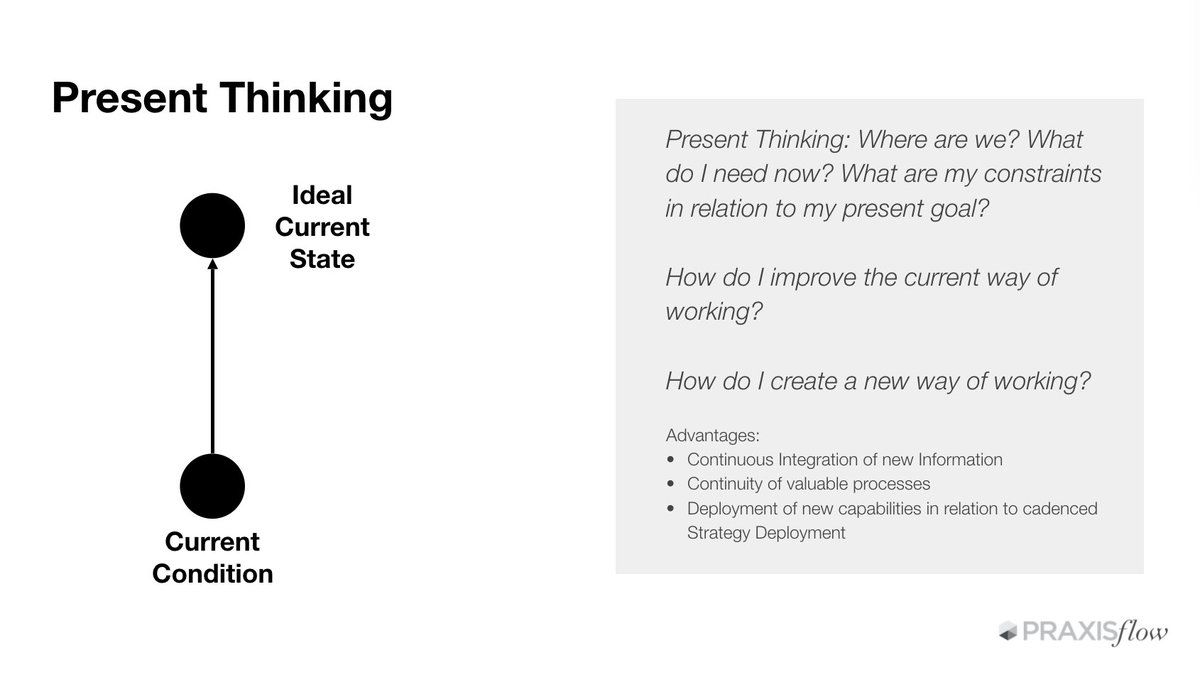 Present Thinking
Ideal
Current
State
Current
Condition
Present Thinking: Where are we? What
do I need now? What are my constraints
in relation to my present goal?
How do I improve the current way of
working?
How do I create a new way of working?
Advantages:
• Continuous Integration of new Information
• Continuity of valuable processes
• Deployment of new capabilities in relation to cadenced
Strategy Deployment
PRAXISflow